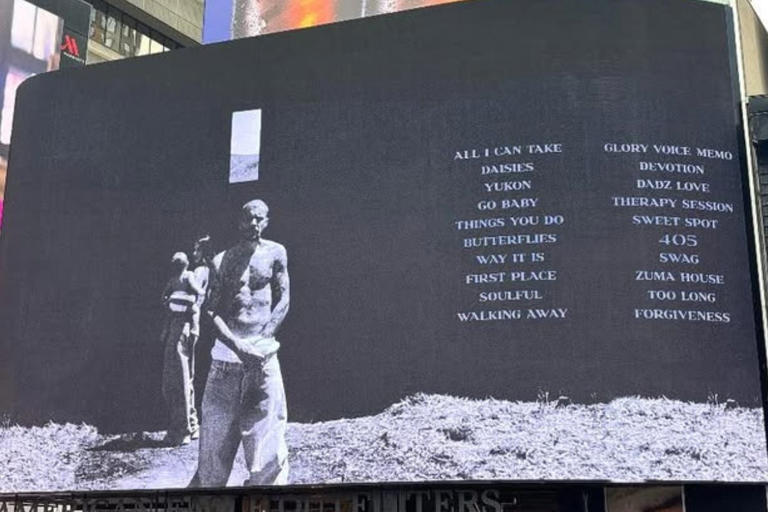 ALL I CAN TAKE
DAISIES
YUKON
GO BABY
THINGS YOU DO
BUTTERFLIES
WAY IT IS
FIRST PLACE
SOULFUL
WALKING AWAY
GLORY VOICE MEMO
DEVOTION
DADZ LOVE
THERAPY SESSION
SWEET SPOT
405
SWAG
ZUMA HOUSE
TOO LONG
FORGIVENESS